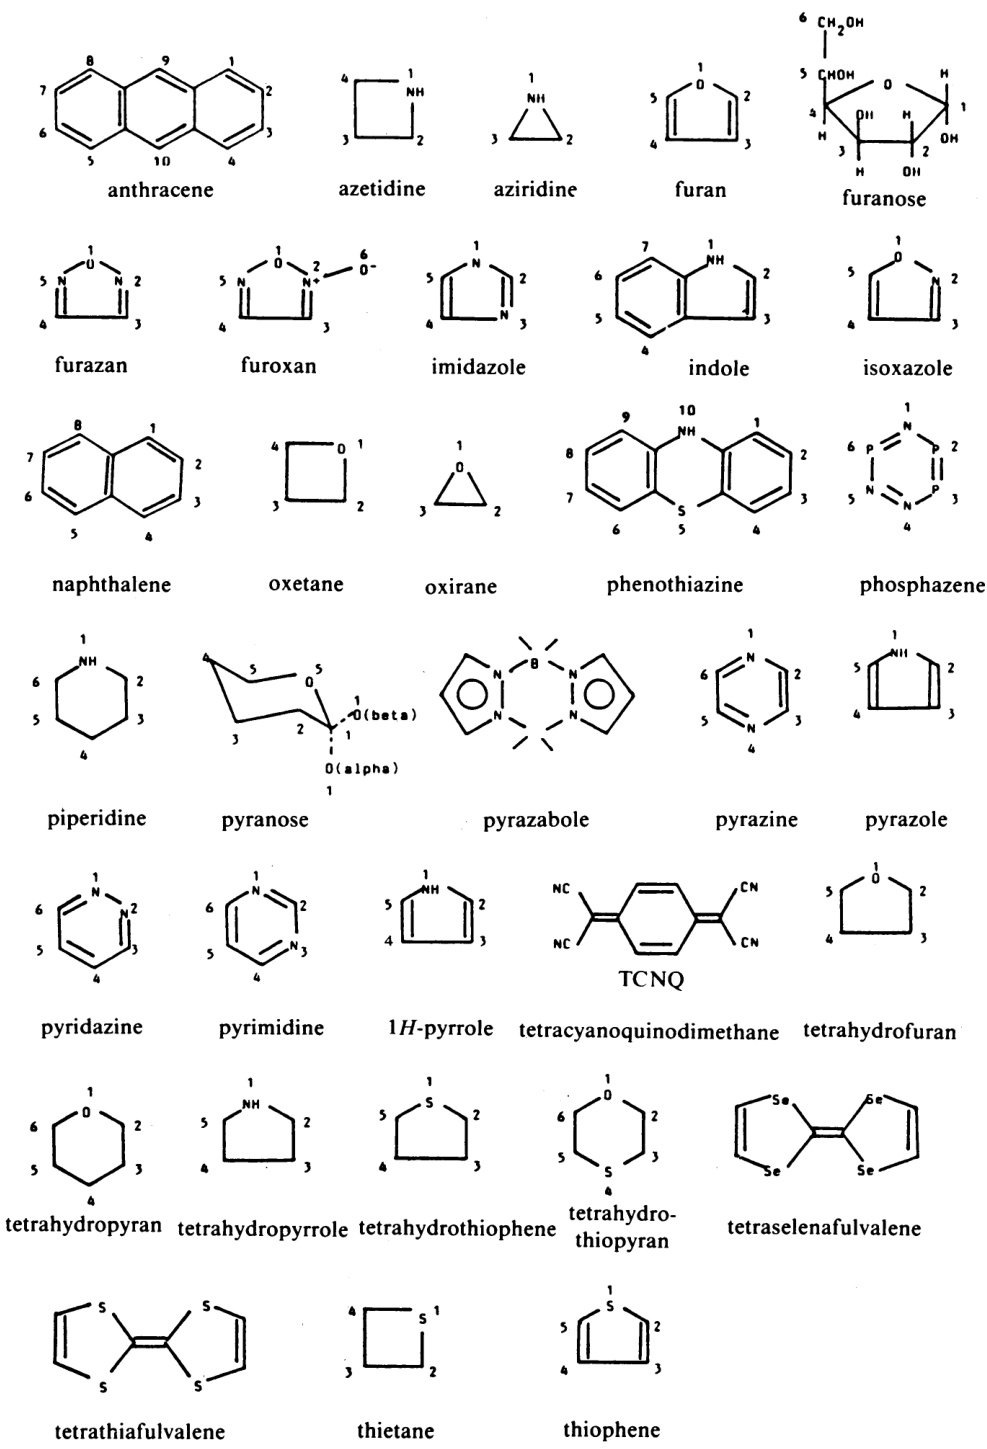 8 9 1
7 2
6 3
5 10 4
anthracene
1
4 NH
3 2
azetidine
1
NH
3 2
aziridine
1
5 O 2
4 3
furan
6 CH2OH
5 CHOH O H
4 OH H 1
H 3 2 OH
H OH
furanose
1
5 N O N 2
4 3
furazan
1 6
5 N O 2 N+ O-
4 3
furoxan
1
5 N 2
4 N 3
imidazole
7 1
6 NH 2
5 3
4
indole
1
5 O N 2
4 3
isoxazole
8 1
7 2
6 3
5 4
naphthalene
4 O 1
3 2
oxetane
1
O
3 2
oxirane
9 10 1
8 NH 2
7 S 3
6 5 4
phenothiazine
1
6 P N P 2
5 N N P 3
4
phosphazene
1
6 NH 2
5 3
4
piperidine
4 5 O 5
1
2 O(beta)
3 1
O(alpha)
1
pyranose
B
N N
N N
pyrazabole
1
6 N 2
5 N 3
4
pyrazine
1
5 NH 2
4 3
pyrazole
1
6 N N 2
5 3
4
pyridazine
1
6 N 2
5 N 3
4
pyrimidine
1
5 NH 2
4 3
1H-pyrrole
NC CN
NC CN
TCNQ
tetracyanoquinodimethane
1
5 O 2
4 3
tetrahydrofuran
1
6 O 2
5 3
4
tetrahydropyran
1
5 NH 2
4 3
tetrahydropyrrole
1
5 S 2
4 3
tetrahydrothiophene
1
6 O 2
5 S 3
4
tetrahydro-
thiopyran
Se Se
Se Se
tetraselenafulvalene
S S
S S
tetrathiafulvalene
4 S 1
3 2
thietane
1
5 S 2
4 3
thiophene